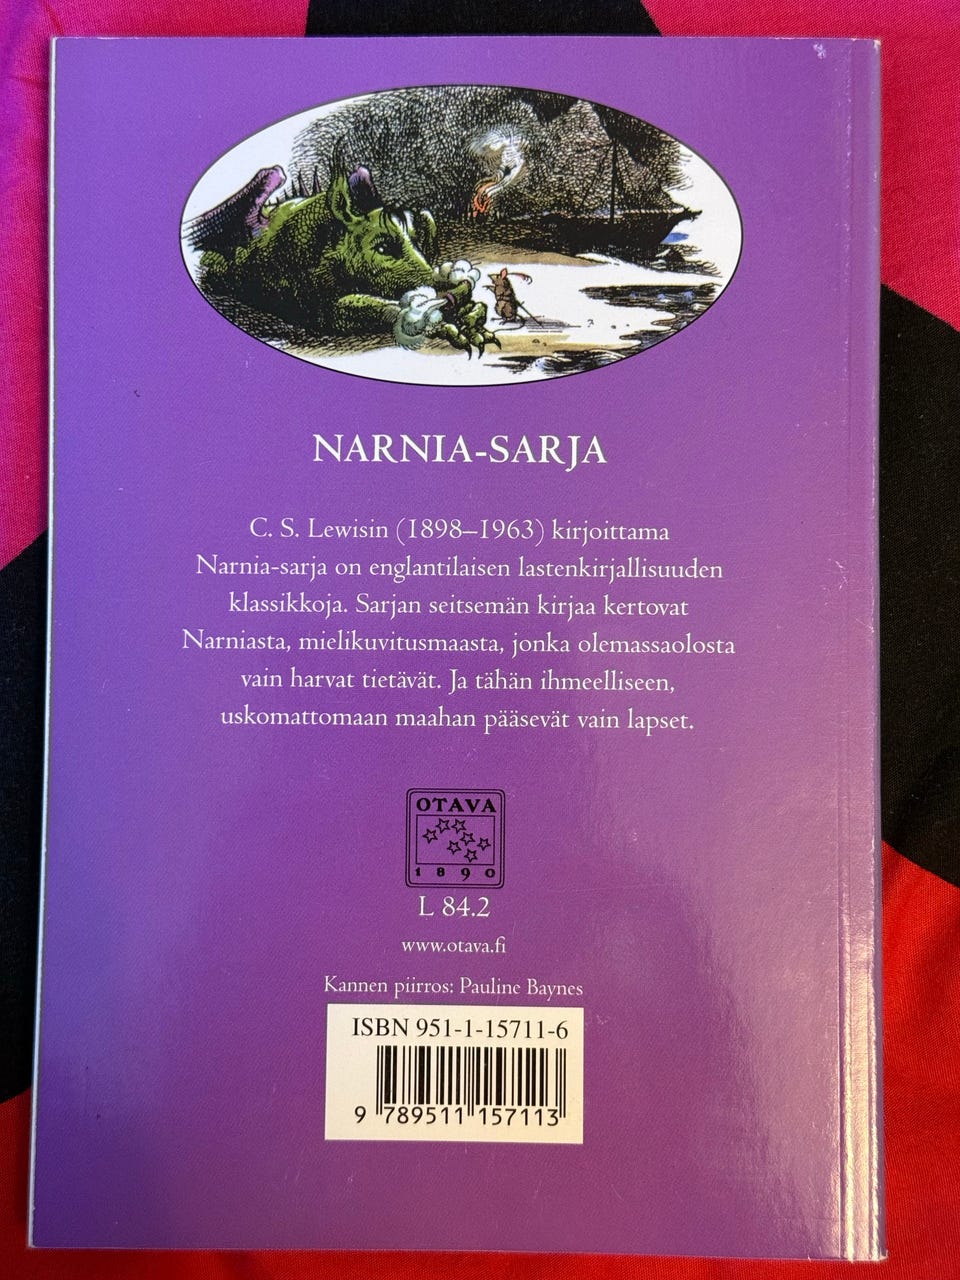 NARNIA-SARJA
C. S. Lewisin (1898–1963) kirjoittama
Narnia-sarja on englantilaisen lastenkirjallisuuden
klassikkoja. Sarjan seitsemän kirjaa kertovat
Narniasta, mielikuvitusmaasta, jonka olemassaolosta
vain harvat tietävät. Ja tähän ihmeelliseen,
uskomattomaan maahan pääsevät vain lapset.
OTAVA
1890
L 84.2
www.otava.fi
Kannen piirros: Pauline Baynes
ISBN 951-1-15711-6
9 789511 157113